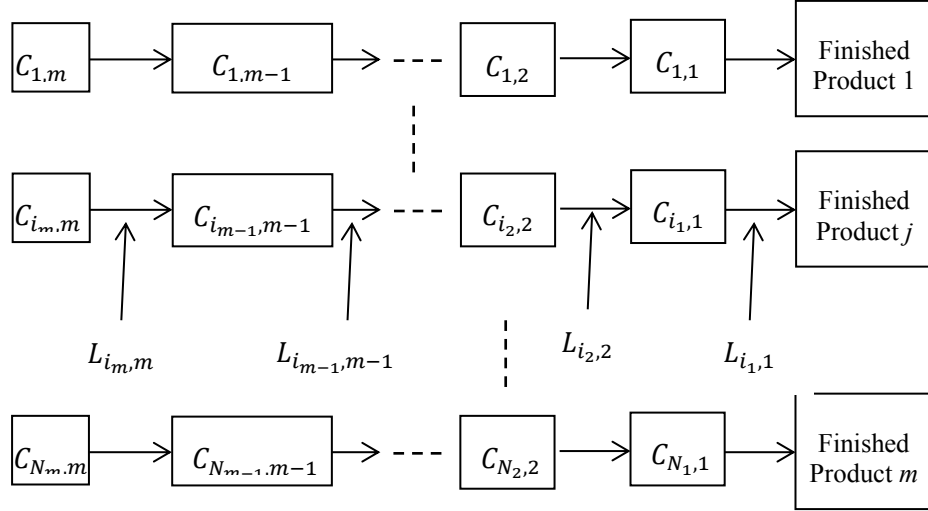 C_{1,m} C_{1,m−1} C_{1,2} C_{1,1} Finished
Product 1
C_{i_m,m} C_{i_{m−1},m−1} C_{i_2,2} C_{i_1,1} Finished
Product j
L_{i_m,m} L_{i_{m−1},m−1} L_{i_2,2} L_{i_1,1}
C_{N_m,m} C_{N_{m−1},m−1} C_{N_2,2} C_{N_1,1} Finished
Product m